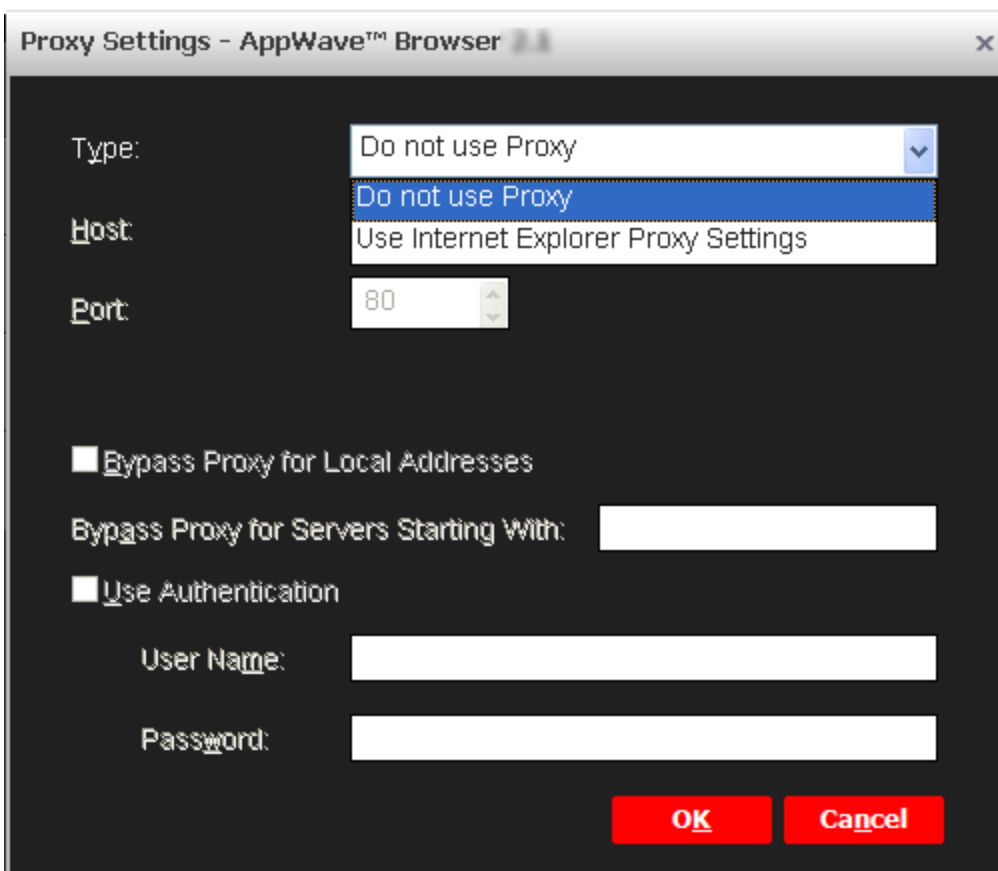 Proxy Settings - AppWave™ Browser
Type:
Do not use Proxy
Do not use Proxy
Use Internet Explorer Proxy Settings
Host:
Port:
80
Bypass Proxy for Local Addresses
Bypass Proxy for Servers Starting With:
Use Authentication
User Name:
Password:
OK
Cancel